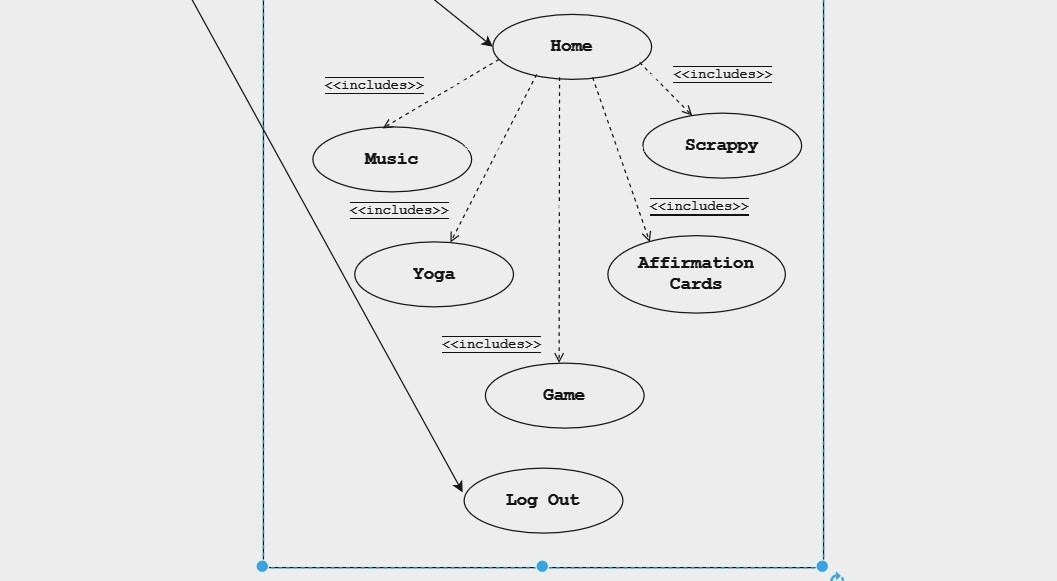 Home
<<includes>>
<<includes>>
Scrappy
Music
<<includes>>
<<includes>>
Affirmation
Cards
Yoga
<<includes>>
Game
Log Out